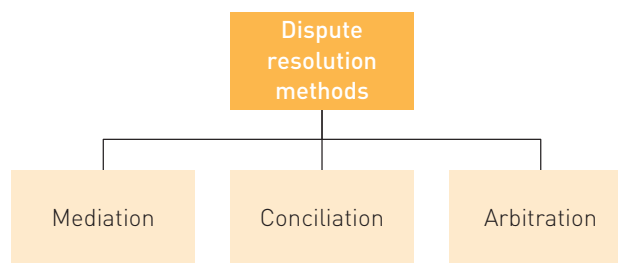 Dispute
resolution
methods
Mediation
Conciliation
Arbitration